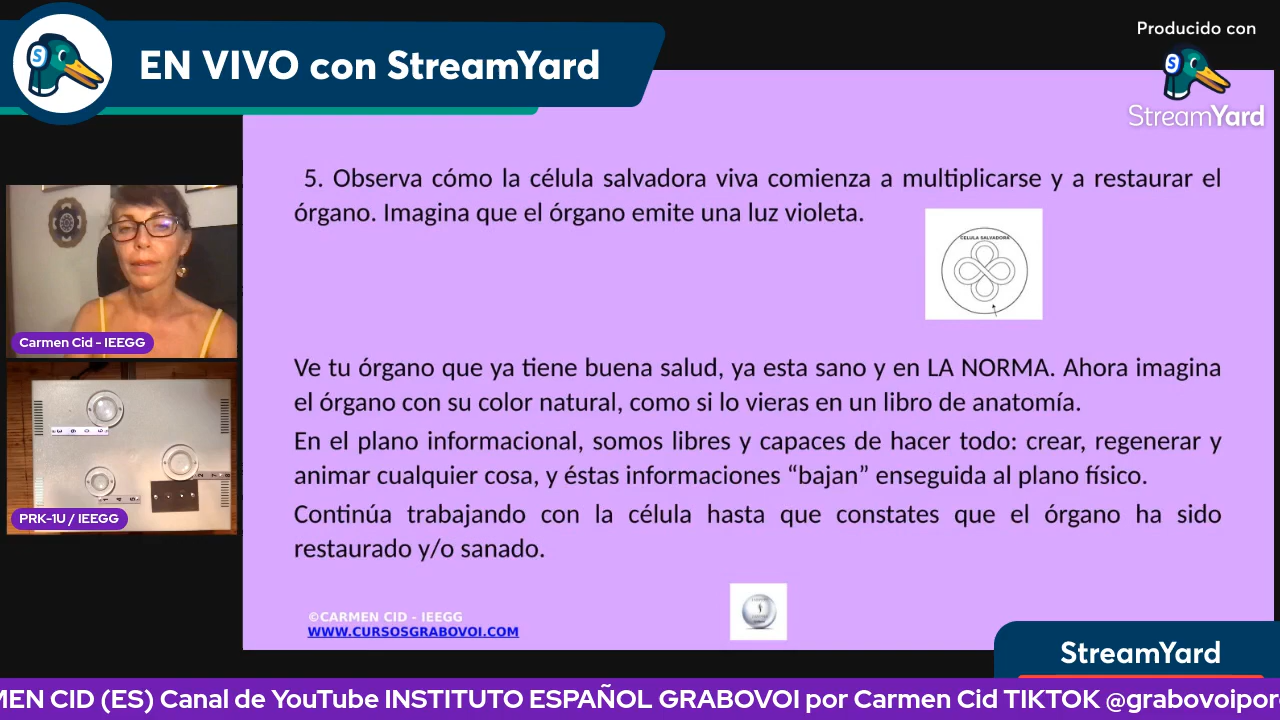 EN VIVO con StreamYard
Producido con
StreamYard
5. Observa cómo la célula salvadora viva comienza a multiplicarse y a restaurar el
órgano. Imagina que el órgano emite una luz violeta.
CELULA SALVADORA
Carmen Cid - IEEGG
Ve tu órgano que ya tiene buena salud, ya esta sano y en LA NORMA. Ahora imagina
el órgano con su color natural, como si lo vieras en un libro de anatomía.
En el plano informacional, somos libres y capaces de hacer todo: crear, regenerar y
animar cualquier cosa, y éstas informaciones “bajan” enseguida al plano físico.
Continúa trabajando con la célula hasta que constates que el órgano ha sido
restaurado y/o sanado.
PRK-1U / IEEGG
©CARMEN CID - IEEGG
WWW.CURSOSGRABOVOI.COM
StreamYard
MEN CID (ES) Canal de YouTube INSTITUTO ESPAÑOL GRABOVOI por Carmen Cid TIKTOK @grabovoipor